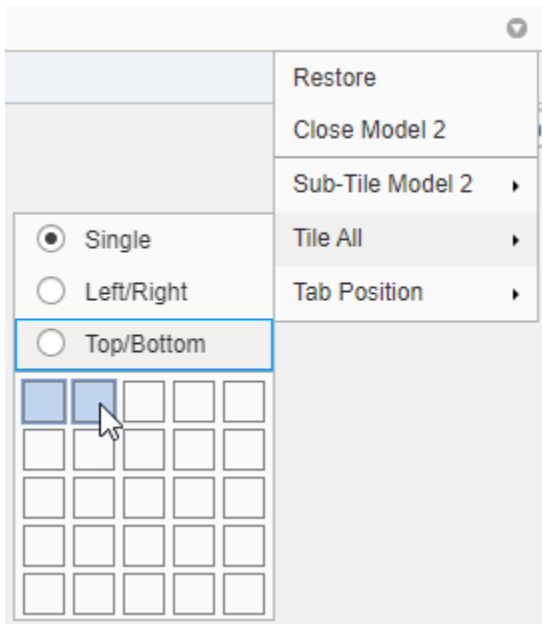 Restore
Close Model 2
Sub-Tile Model 2
Tile All
Tab Position
Single
Left/Right
Top/Bottom